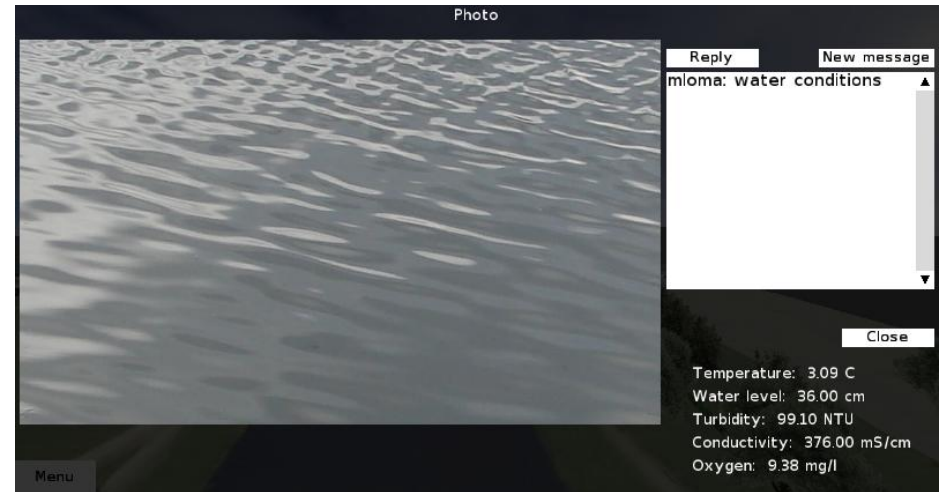 Photo
Reply
New message
mloma: water conditions
Close
Temperature: 3.09 C
Water level: 36.00 cm
Turbidity: 99.10 NTU
Conductivity: 376.00 mS/cm
Oxygen: 9.38 mg/l
Menu